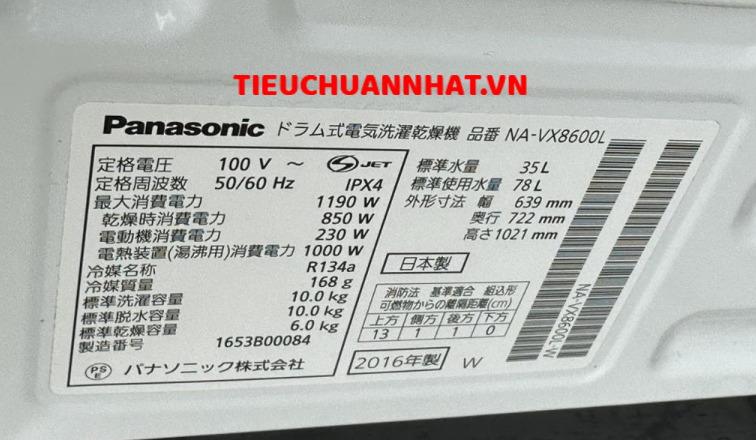 TIEUCHUANNHAT.VN
Panasonic ドラム式電気洗濯乾燥機 品番 NA-VX8600L
定格電圧 100 V ～ S JET
定格周波数 50/60 Hz IPX4
最大消費電力 1190 W
乾燥時消費電力 850 W
電動機消費電力 230 W
電熱装置(湯沸用)消費電力 1000 W
冷媒名称 R134a
冷媒質量 168 g
標準洗濯容量 10.0 kg
標準脱水容量 10.0 kg
標準乾燥容量 6.0 kg
製造番号 1653B00084
PS E パナソニック株式会社
標準水量 35 L
標準使用水量 78 L
外形寸法 幅 639 mm
奥行 722 mm
高さ 1021 mm
日本製
消防法 基準適合 組込形
可燃物からの離隔距離(cm)
上方 側方 後方 下方
13 1 1 0
2016年製 W
NA-VX8600L-W